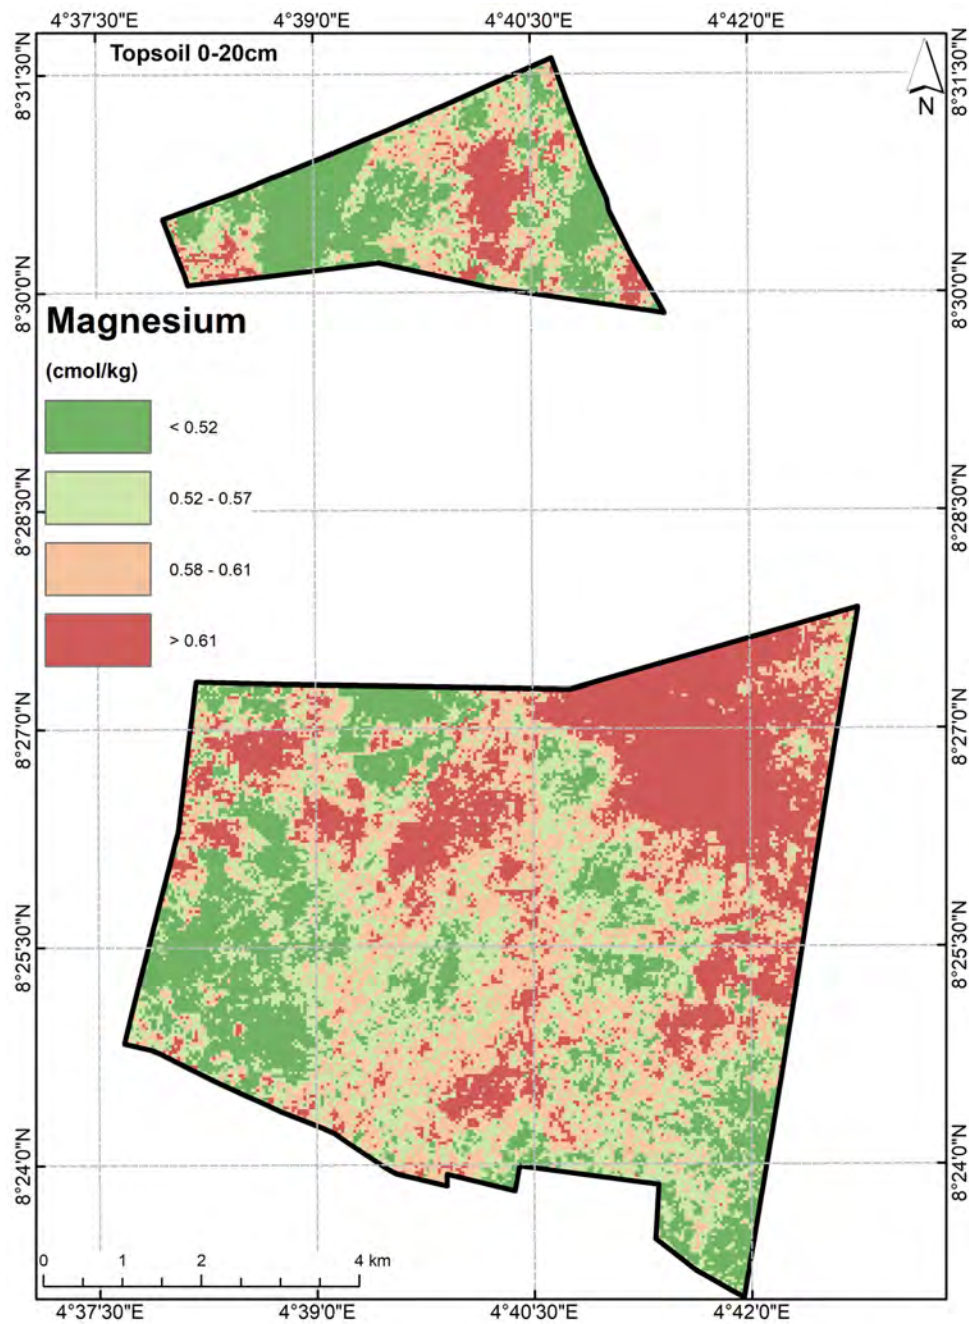 4°37'30"E 4°39'0"E 4°40'30"E 4°42'0"E
Topsoil 0-20cm
N
8°31'30"N 8°31'30"N
8°30'0"N 8°30'0"N
Magnesium
(cmol/kg)
< 0.52
0.52 - 0.57
8°28'30"N 8°28'30"N
0.58 - 0.61
> 0.61
8°27'0"N 8°27'0"N
8°25'30"N 8°25'30"N
8°24'0"N 8°24'0"N
0 1 2 4 km
4°37'30"E 4°39'0"E 4°40'30"E 4°42'0"E